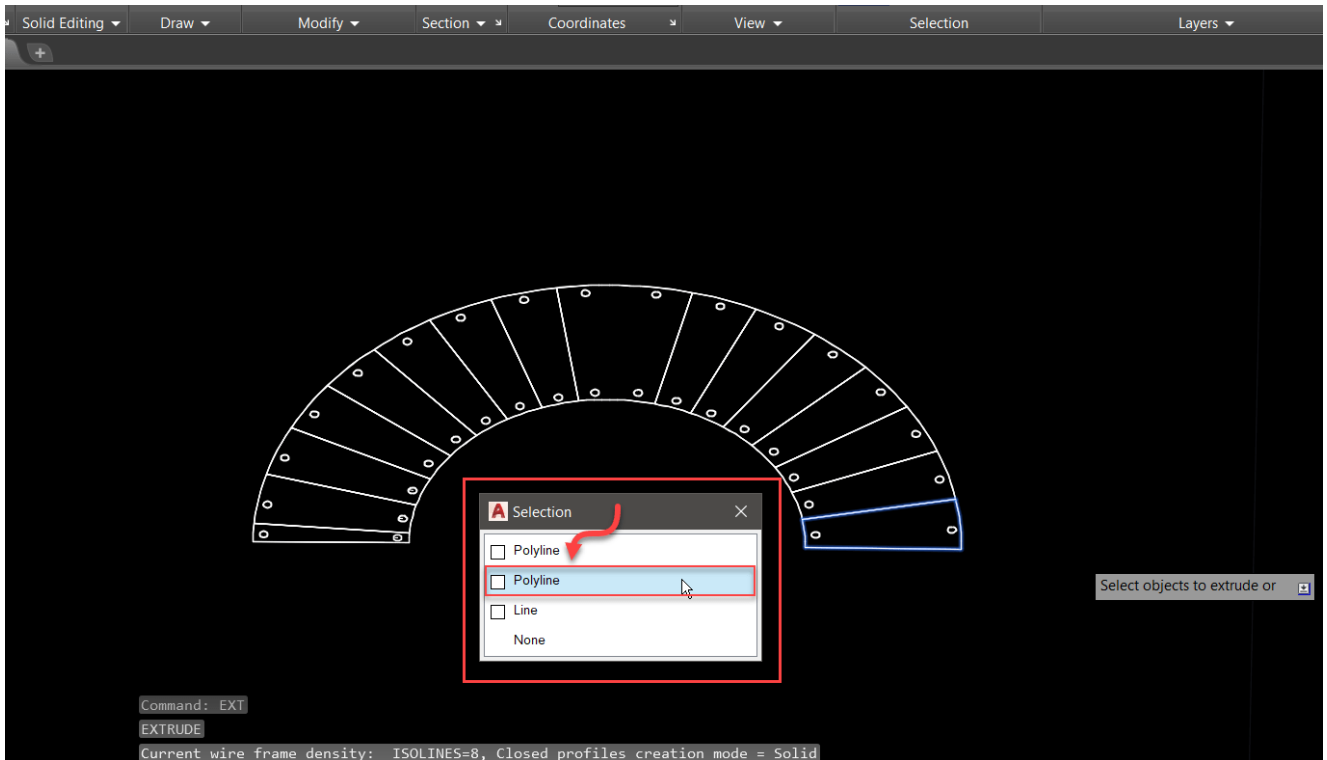 Solid Editing Draw Modify Section Coordinates View Selection Layers
+
A Selection
Polyline
Polyline
Line
None
Select objects to extrude or
Command: EXT
EXTRUDE
Current wire frame density: ISOLINES=8, Closed profiles creation mode = Solid